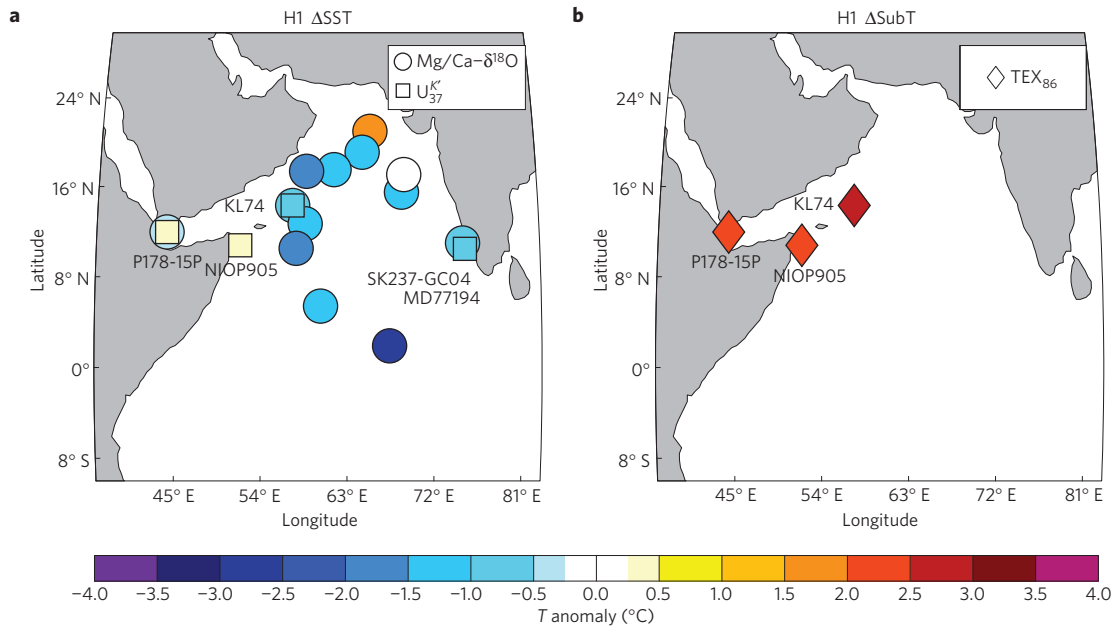 a
H1 ΔSST
Mg/Ca–δ¹⁸O
U₃₇ᴷ′
24° N
16° N
8° N
0°
8° S
Latitude
KL74
P178-15P
NIOP905
SK237-GC04
MD77194
45° E 54° E 63° E 72° E 81° E
Longitude
b
H1 ΔSubT
TEX₈₆
24° N
16° N
8° N
0°
8° S
Latitude
KL74
P178-15P
NIOP905
45° E 54° E 63° E 72° E 81° E
Longitude
−4.0 −3.5 −3.0 −2.5 −2.0 −1.5 −1.0 −0.5 0.0 0.5 1.0 1.5 2.0 2.5 3.0 3.5 4.0
T anomaly (°C)